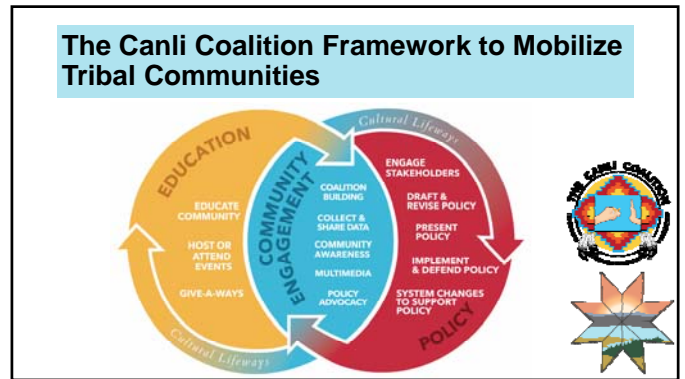 The Canli Coalition Framework to Mobilize
Tribal Communities
EDUCATION
EDUCATE
COMMUNITY
HOST OR
ATTEND
EVENTS
GIVE-A-WAYS
Cultural Lifeways
COMMUNITY
ENGAGEMENT
COALITION
BUILDING
COLLECT &
SHARE DATA
COMMUNITY
AWARENESS
MULTIMEDIA
POLICY
ADVOCACY
Cultural Lifeways
ENGAGE
STAKEHOLDERS
DRAFT &
REVISE POLICY
PRESENT
POLICY
IMPLEMENT
& DEFEND POLICY
SYSTEM CHANGES
TO SUPPORT
POLICY
POLICY
THE CANLI COALITION